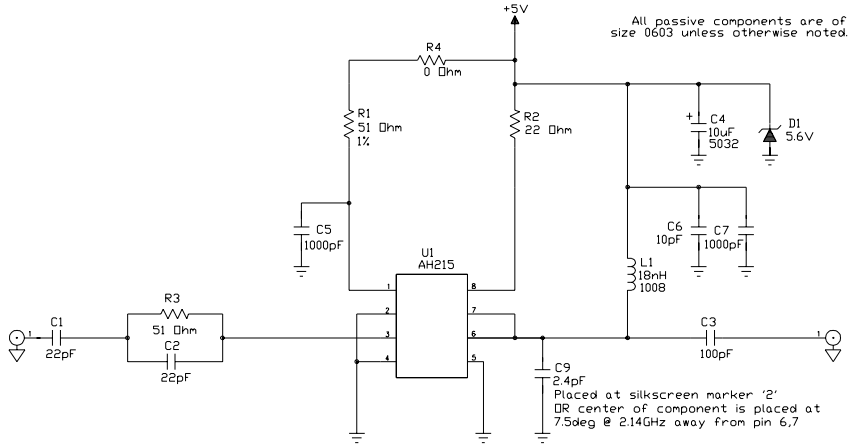 +5V
All passive components are of
size 0603 unless otherwise noted.
R4
0 Ohm
R1
51 Ohm
1%
R2
22 Ohm
+
C4
10uF
5032
D1
5.6V
C5
1000pF
C6
10pF
C7
1000pF
U1
AH215
L1
18nH
1008
1
8
2
7
3
6
4
5
R3
51 Ohm
C1
22pF
1
C2
22pF
C3
100pF
1
C9
2.4pF
Placed at silkscreen marker '2'
OR center of component is placed at
7.5deg @ 2.14GHz away from pin 6,7